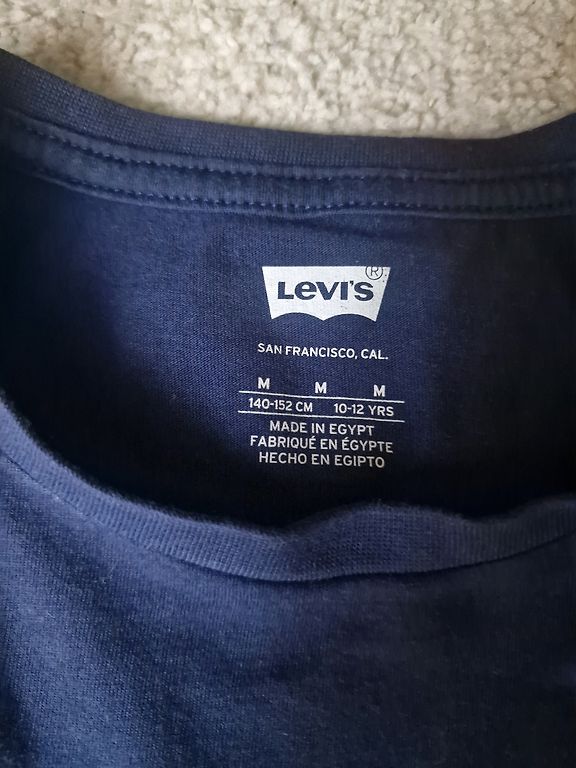 Levi's ®
SAN FRANCISCO, CAL.
M M M
140-152 CM 10-12 YRS
MADE IN EGYPT
FABRIQUÉ EN ÉGYPTE
HECHO EN EGIPTO